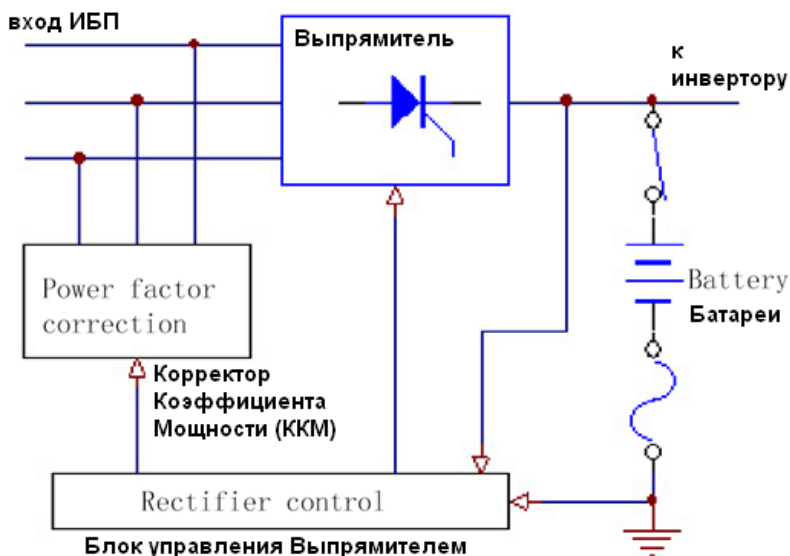 вход ИБП
Выпрямитель
к
инвертору
Power factor
correction
Battery
Батареи
Корректор
Коэффициента
Мощности (ККМ)
Rectifier control
Блок управления Выпрямителем